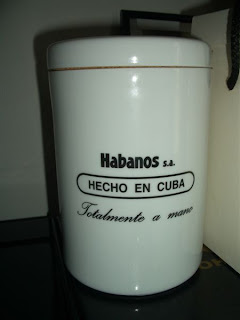 Habanos s.a.
HECHO EN CUBA
Totalmente a mano